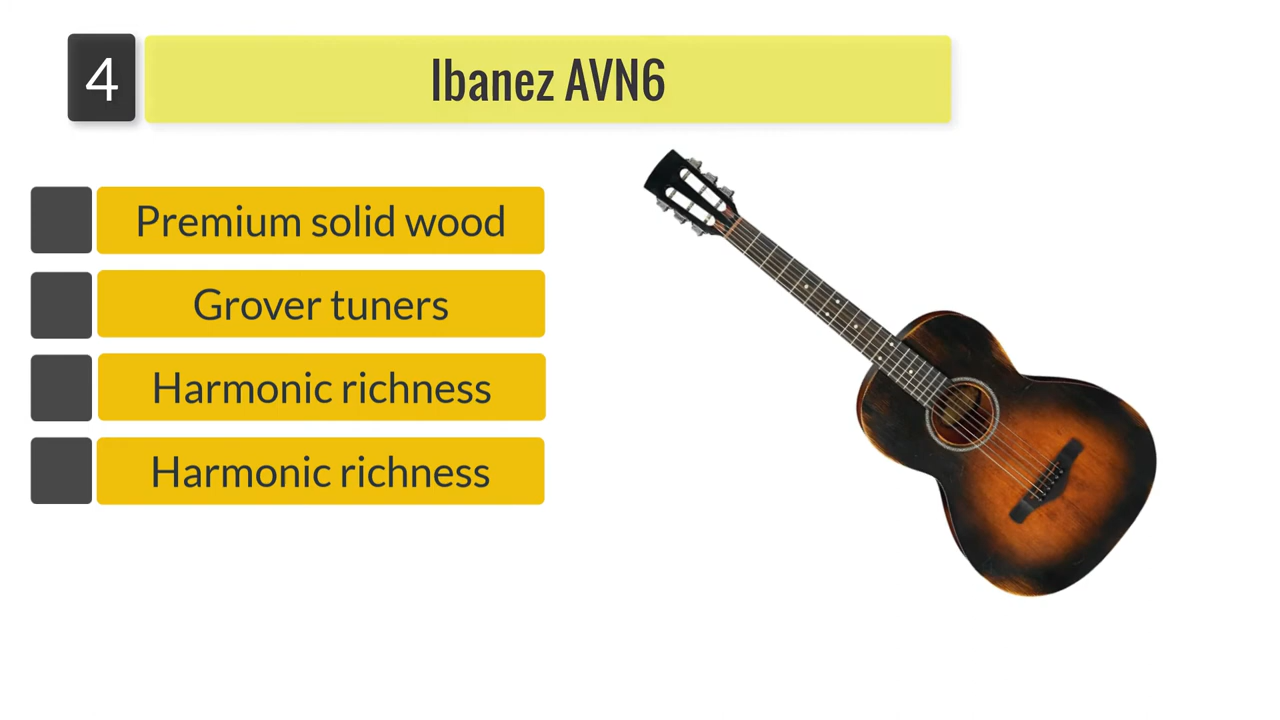 4
Ibanez AVN6
Premium solid wood
Grover tuners
Harmonic richness
Harmonic richness